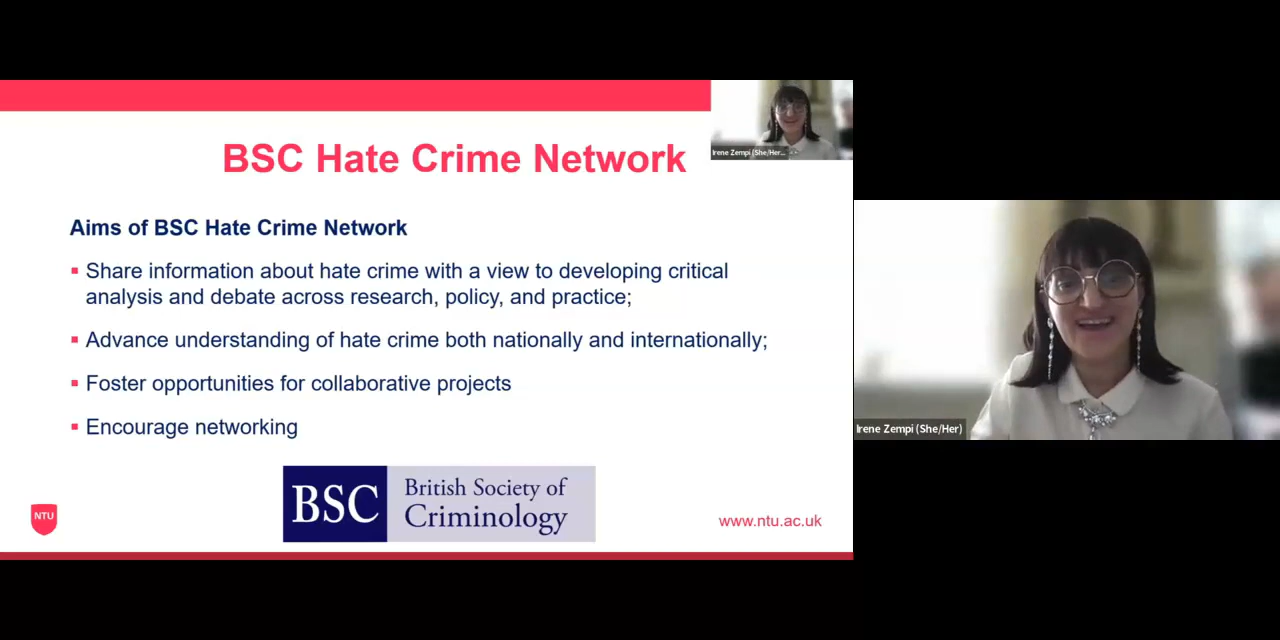 BSC Hate Crime Network
Irene Zempi (She/Her...
Aims of BSC Hate Crime Network
Share information about hate crime with a view to developing critical
analysis and debate across research, policy, and practice;
Advance understanding of hate crime both nationally and internationally;
Foster opportunities for collaborative projects
Encourage networking
BSC
British Society of
Criminology
NTU
www.ntu.ac.uk
Irene Zempi (She/Her)